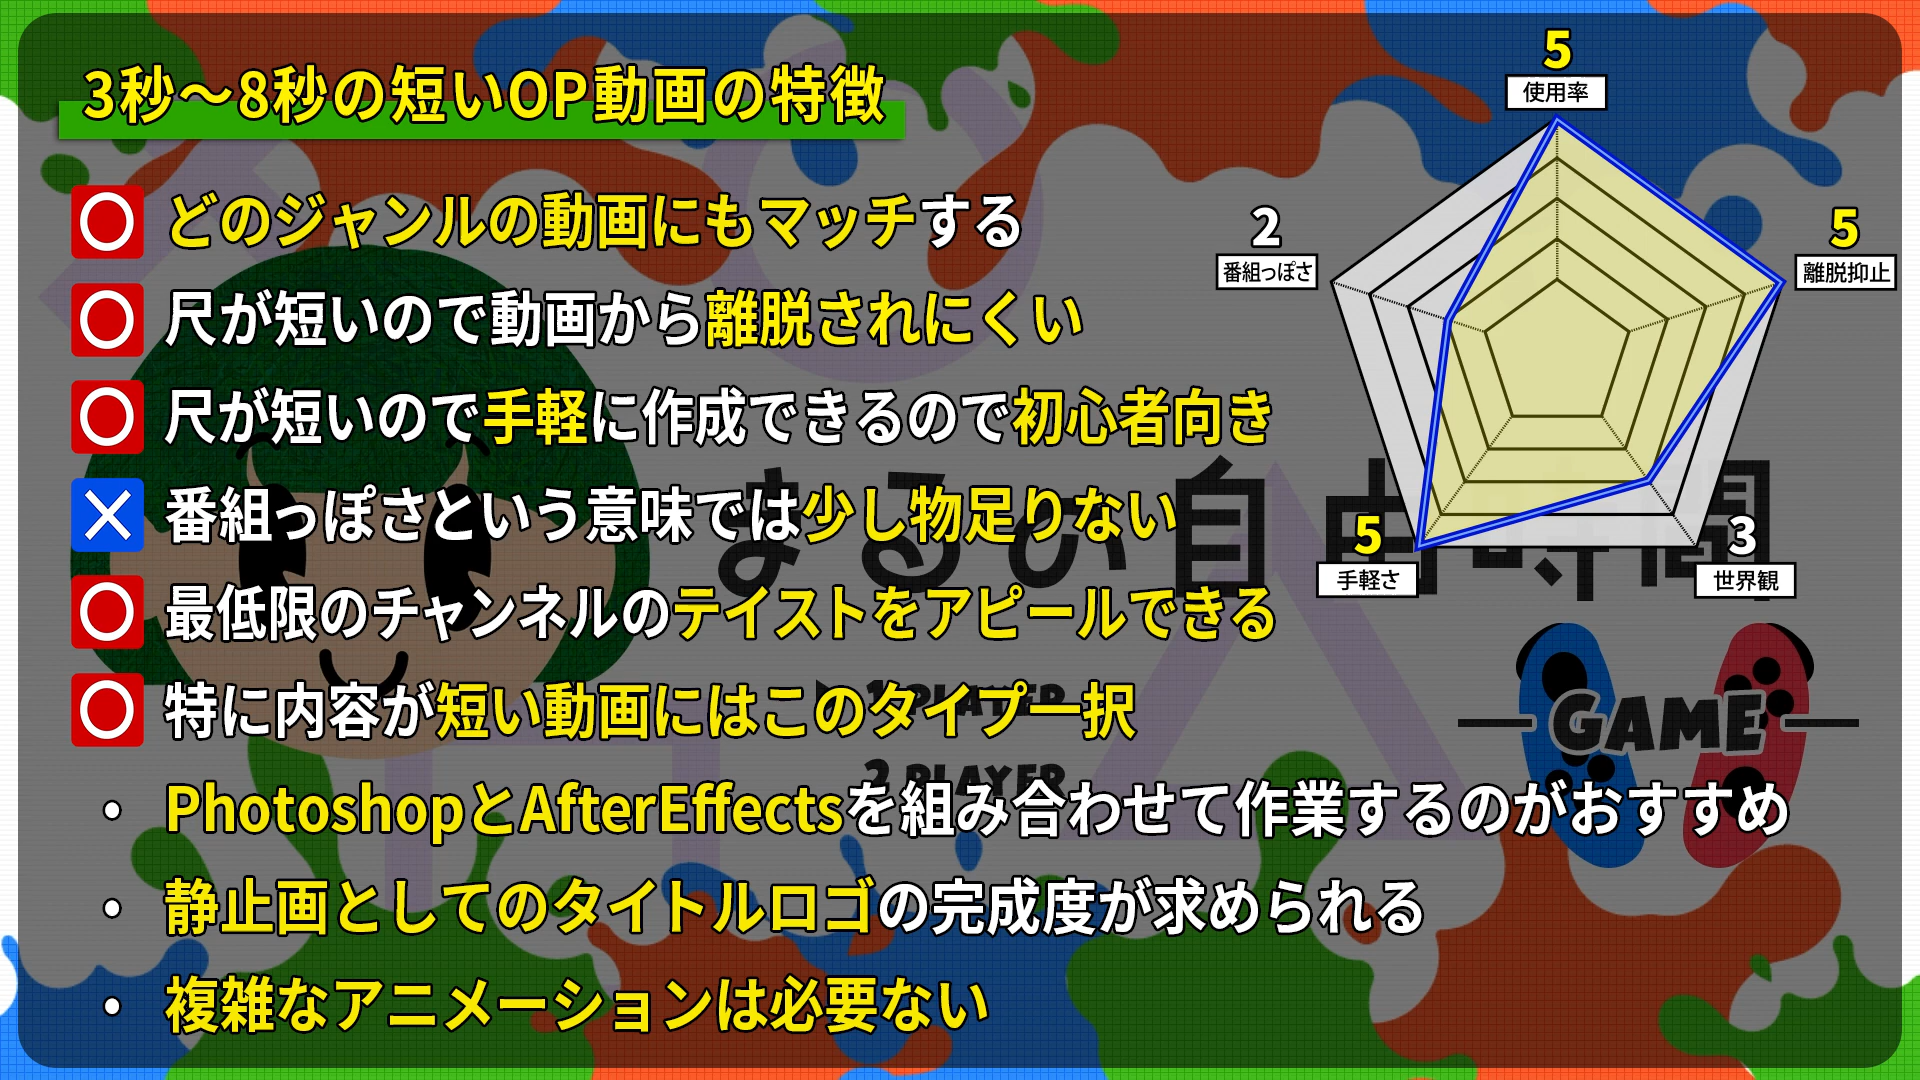 3秒～8秒の短いOP動画の特徴
どのジャンルの動画にもマッチする
尺が短いので動画から離脱されにくい
尺が短いので手軽に作成できるので初心者向き
番組っぽさという意味では少し物足りない
最低限のチャンネルのテイストをアピールできる
特に内容が短い動画にはこのタイプ一択
・ PhotoshopとAfterEffectsを組み合わせて作業するのがおすすめ
・ 静止画としてのタイトルロゴの完成度が求められる
・ 複雑なアニメーションは必要ない
5
使用率
5
離脱抑止
3
世界観
5
手軽さ
2
番組っぽさ
まるの自由時間
1 PLAYER
2 PLAYER
GAME